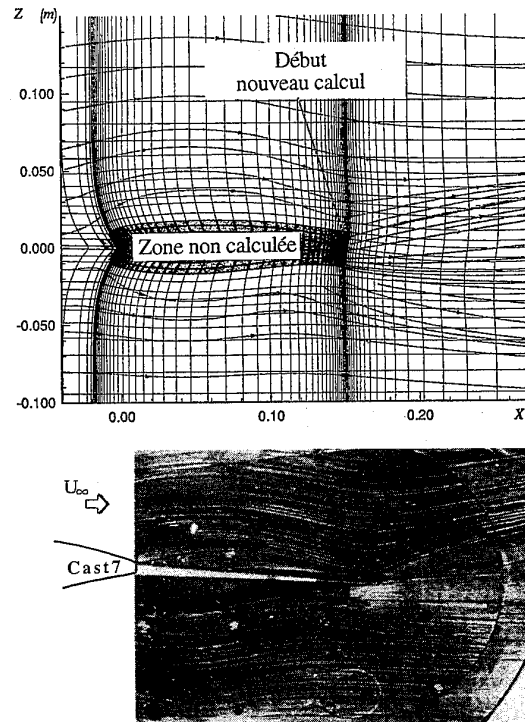 Z [m]
Début
nouveau calcul
0.100
0.050
Zone non calculée
0.000
-0.050
-0.100
0.00
0.10
0.20
X
U∞
Cast7